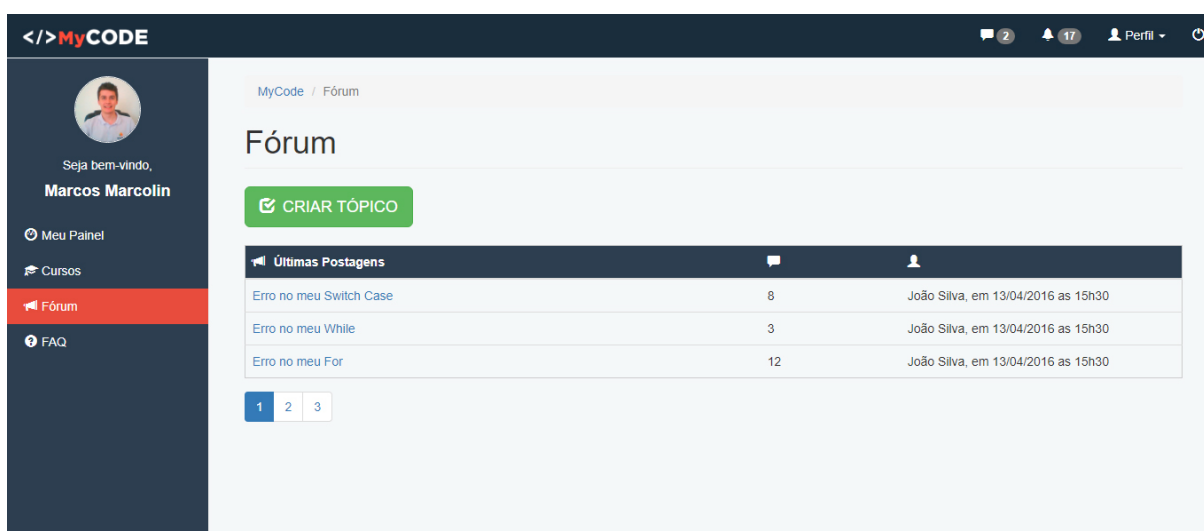 </>MyCODE 2 17 Perfil
Seja bem-vindo,
Marcos Marcolin
Meu Painel
Cursos
Fórum
FAQ
MyCode / Fórum
Fórum
CRIAR TÓPICO
Últimas Postagens
Erro no meu Switch Case 8 João Silva, em 13/04/2016 as 15h30
Erro no meu While 3 João Silva, em 13/04/2016 as 15h30
Erro no meu For 12 João Silva, em 13/04/2016 as 15h30
1 2 3